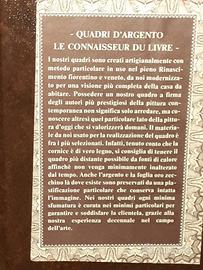 - QUADRI D'ARGENTO
LE CONNAISSEUR DU LIVRE -
I nostri quadri sono creati artigianalmente con
metodo particolare in uso nel pieno Rinasci-
mento fiorentino e veneto, da noi modernizza-
to per una visione più completa della casa da
abitare. Possedere un nostro quadro a firma
degli autori più prestigiosi della pittura con-
temporanea non significa solo arredare, ma co-
noscere altresì quel particolare lato della pittu-
ra d'oggi che si valorizzerà domani. Il materia-
le da noi usato per la realizzazione del quadro è
fra i più selezionati. Infatti, tenuto conto che la
cornice è di vero legno, si consiglia di tenere il
quadro più distante possibile da fonti di calore
affinchè non venga minimamente inalterato
dal tempo. Anche l'argento e la foglia oro zec-
chino là dove esiste sono preservati da una pla-
stificazione particolare che conserva intatta
l'immagine. Nei nostri quadri ogni minima
sfumatura è curata nei minimi particolari per
garantire e soddisfare la clientela, grazie alla
nostra esperienza decennale nel campo
dell'arte.